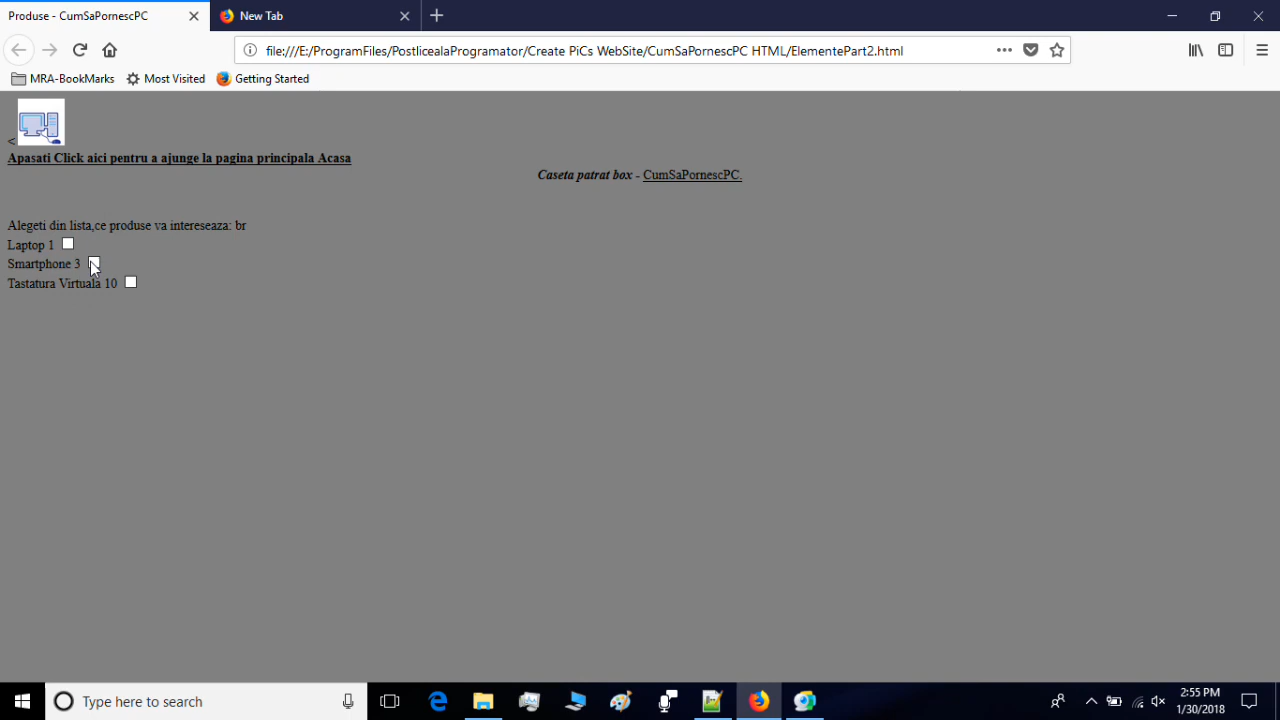 Produse - CumSaPornescPC
New Tab
file:///E:/ProgramFiles/PostlicealaProgramator/Create PiCs WebSite/CumSaPornescPC HTML/ElementePart2.html
MRA-BookMarks Most Visited Getting Started
<
Apasati Click aici pentru a ajunge la pagina principala Acasa
Caseta patrat box - CumSaPornescPC.
Alegeti din lista,ce produse va intereseaza: br
Laptop 1
Smartphone 3
Tastatura Virtuala 10
Type here to search
2:55 PM
1/30/2018